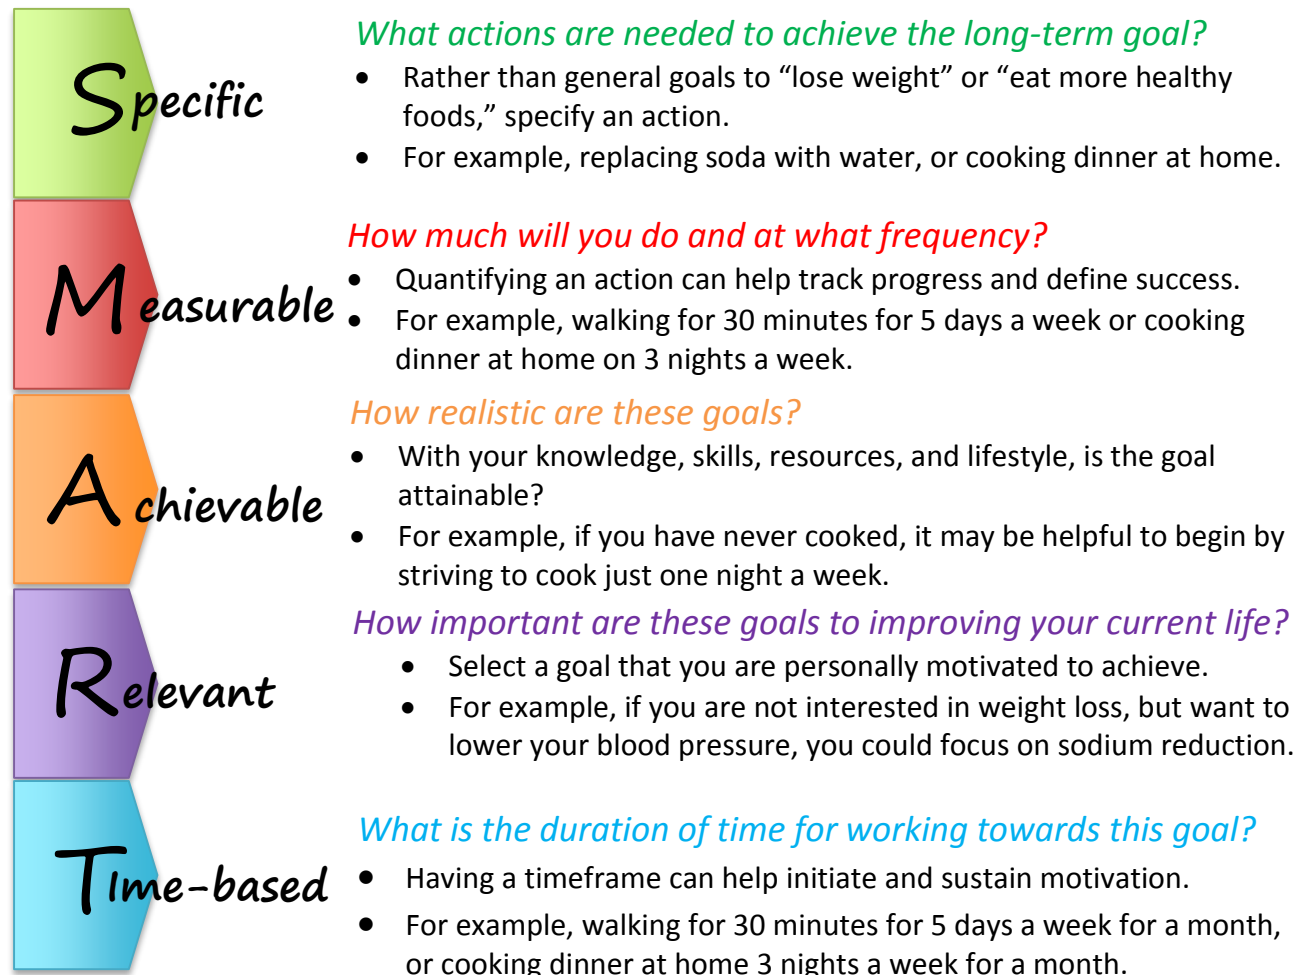 Specific
What actions are needed to achieve the long-term goal?
• Rather than general goals to “lose weight” or “eat more healthy
foods,” specify an action.
• For example, replacing soda with water, or cooking dinner at home.
Measurable
How much will you do and at what frequency?
• Quantifying an action can help track progress and define success.
• For example, walking for 30 minutes for 5 days a week or cooking
dinner at home on 3 nights a week.
Achievable
How realistic are these goals?
• With your knowledge, skills, resources, and lifestyle, is the goal
attainable?
• For example, if you have never cooked, it may be helpful to begin by
striving to cook just one night a week.
Relevant
How important are these goals to improving your current life?
• Select a goal that you are personally motivated to achieve.
• For example, if you are not interested in weight loss, but want to
lower your blood pressure, you could focus on sodium reduction.
TIme-based
What is the duration of time for working towards this goal?
• Having a timeframe can help initiate and sustain motivation.
• For example, walking for 30 minutes for 5 days a week for a month,
or cooking dinner at home 3 nights a week for a month.